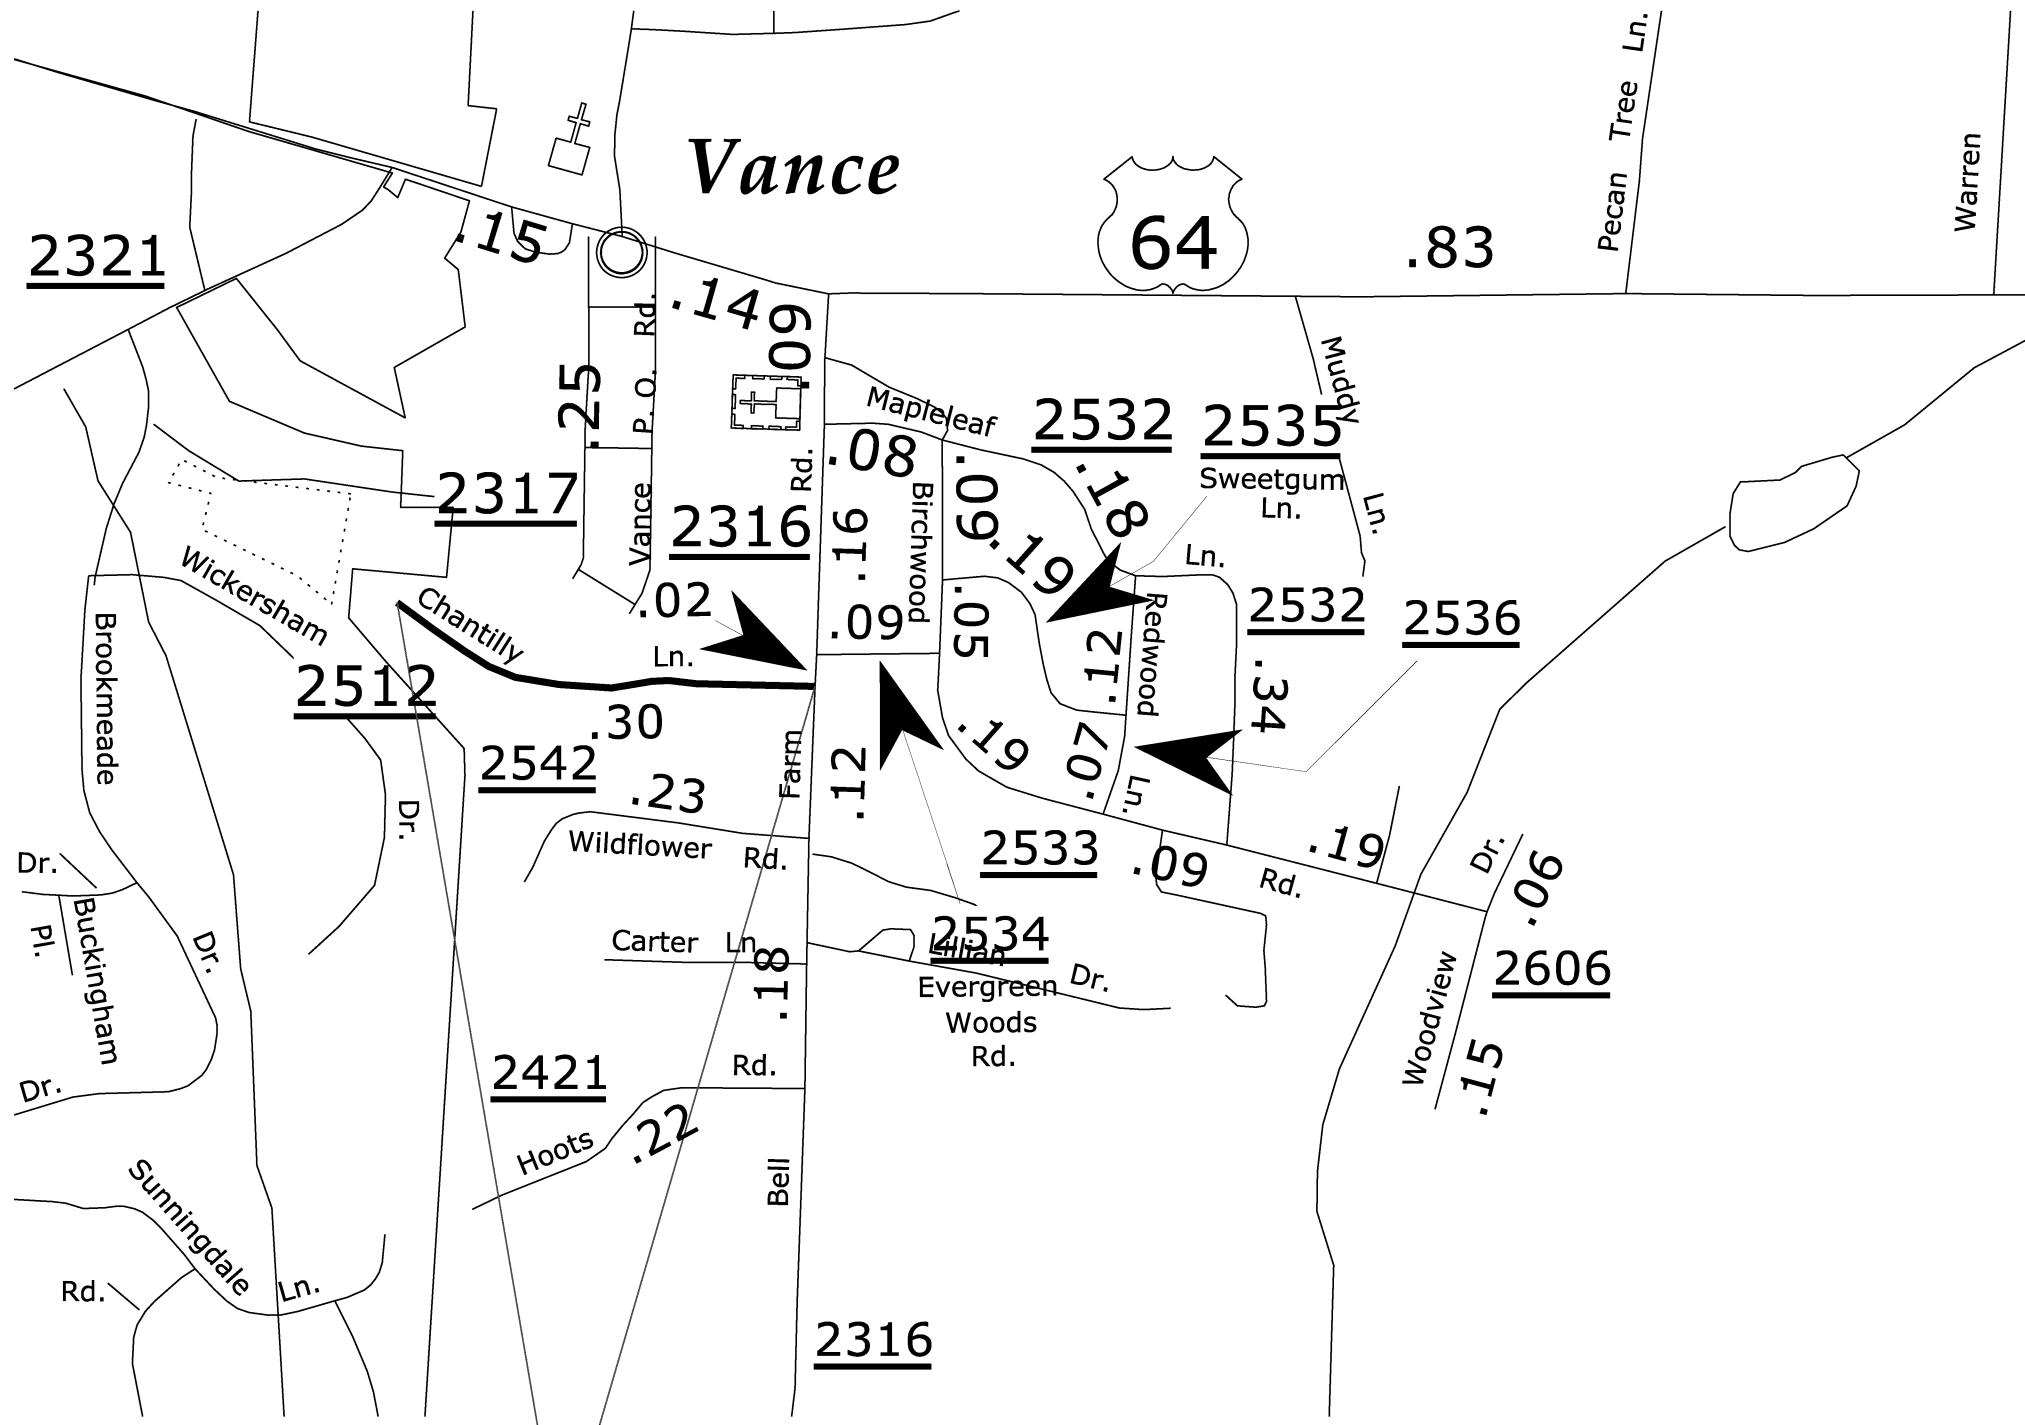 Vance
64
.83
Pecan Tree Ln.
Warren
2321
.15
.14
.09
Vance P. O. Rd.
.25
Muddy Ln.
Mapleleaf Ln.
2532
2535
Sweetgum
Ln.
.08
.09
.18
.19
2317
2316
.16
Birchwood
Wickersham
Dr.
Chantilly Ln.
.02
.09
.05
.12
Redwood Ln.
2532
2536
.34
Brookmeade
Dr.
2512
.30
2542
.23
Bell Farm Rd.
.12
.19
.07
Wildflower Rd.
2533
.09
Rd.
.19
Dr.
.06
Dr.
Buckingham
Pl.
Carter Ln.
.18
2534
Lillian Dr.
Evergreen
Woods
Rd.
2606
Woodview
.15
2421
Hoots Rd.
.22
Dr.
Sunningdale Ln.
Rd.
2316